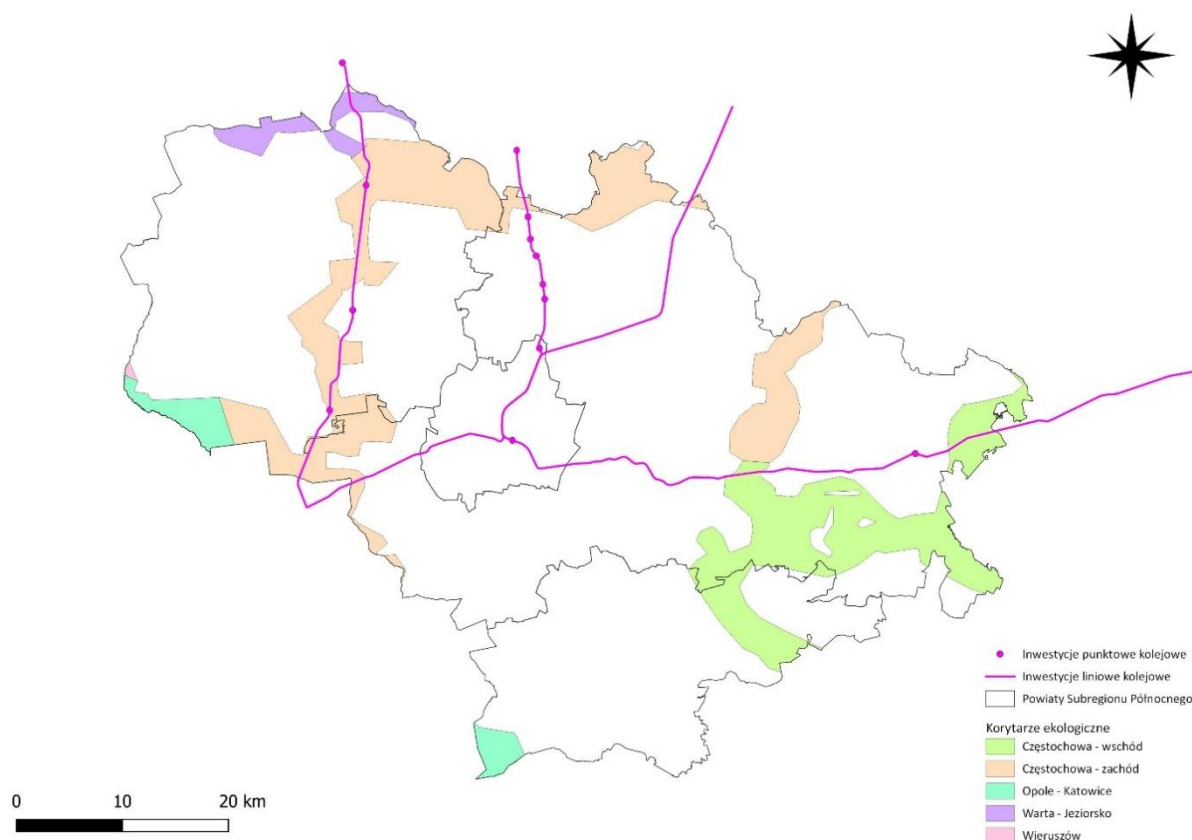 Inwestycje punktowe kolejowe
Inwestycje liniowe kolejowe
Powiaty Subregionu Północnego
Korytarze ekologiczne
Częstochowa - wschód
Częstochowa - zachód
Opole - Katowice
Warta - Jeziorsko
Wieruszów
0 10 20 km